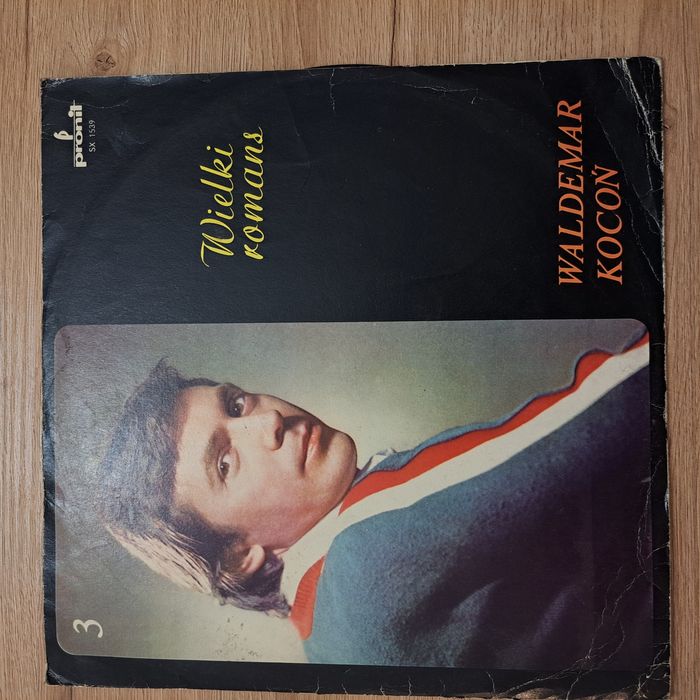 pronit
SX 1539
Wielki
romans
WALDEMAR
KOCOŃ
3